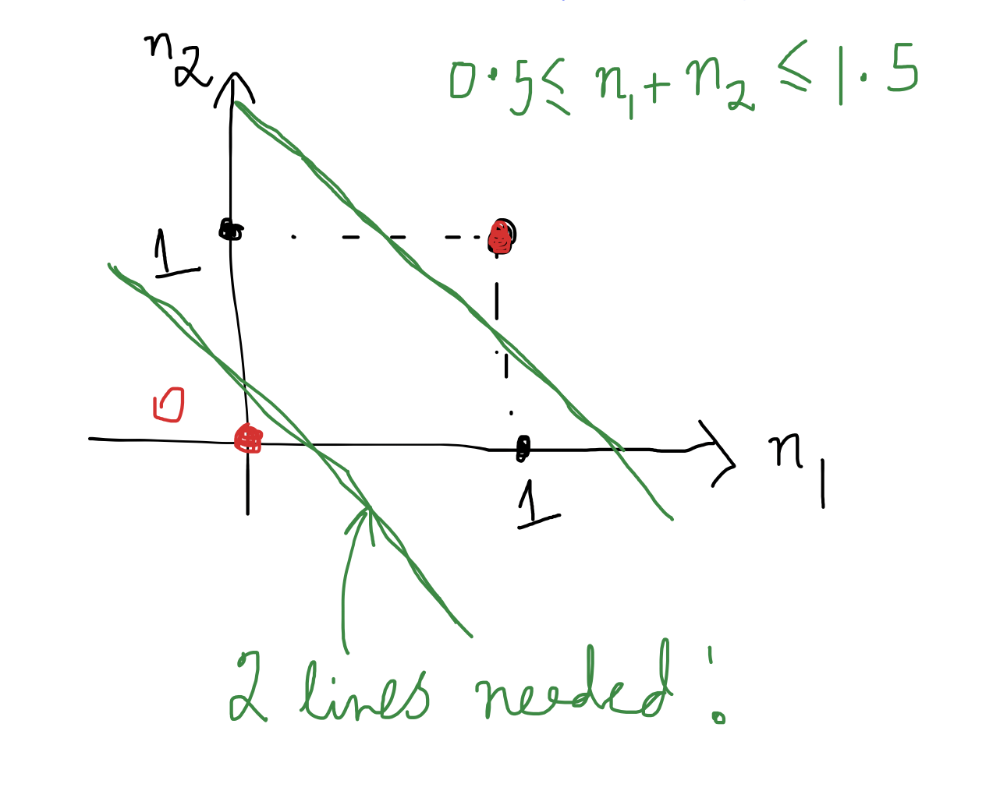 n₂
0.5 ≤ n₁ + n₂ ≤ 1.5
1
0
n₁
1
2 lines needed!